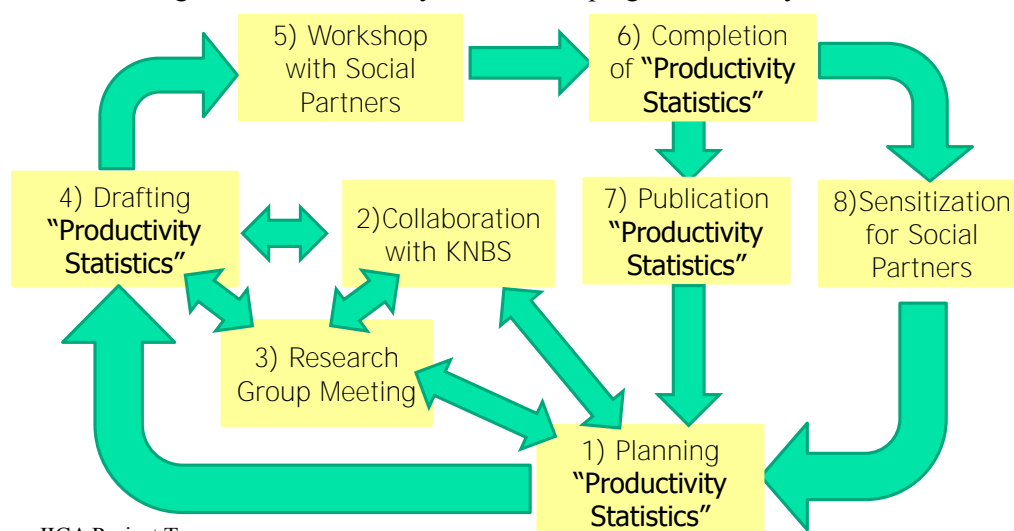 5) Workshop
with Social
Partners
6) Completion
of “Productivity
Statistics”
4) Drafting
“Productivity
Statistics”
2)Collaboration
with KNBS
7) Publication
“Productivity
Statistics”
8)Sensitization
for Social
Partners
3) Research
Group Meeting
1) Planning
“Productivity
Statistics”